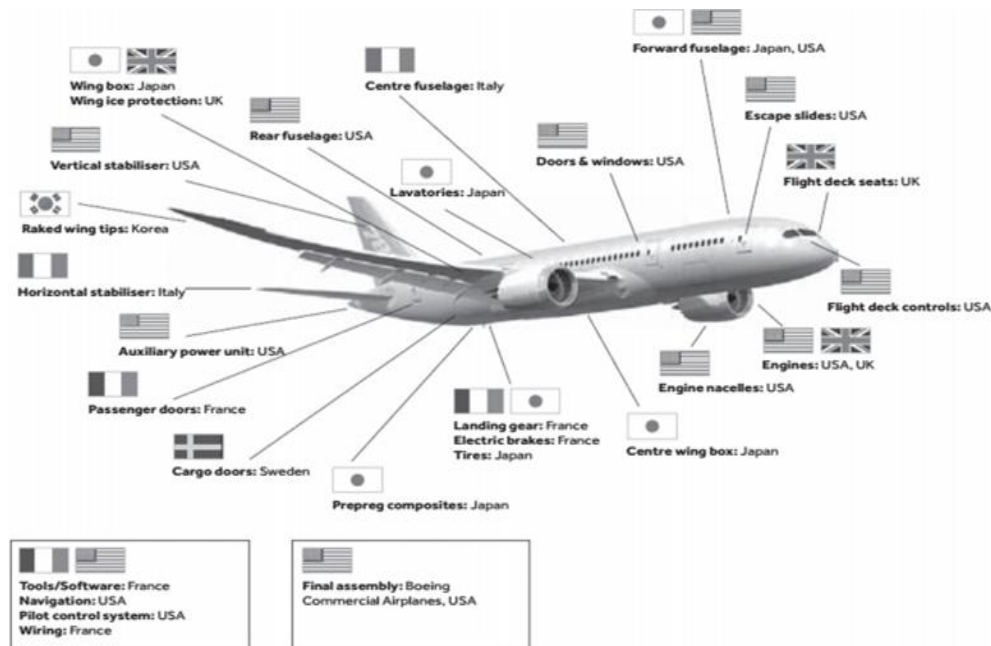 Forward fuselage: Japan, USA
Wing box: Japan
Wing ice protection: UK
Centre fuselage: Italy
Escape slides: USA
Rear fuselage: USA
Vertical stabiliser: USA
Doors & windows: USA
Flight deck seats: UK
Lavatories: Japan
Raked wing tips: Korea
Horizontal stabiliser: Italy
Flight deck controls: USA
Auxiliary power unit: USA
Engines: USA, UK
Engine nacelles: USA
Passenger doors: France
Landing gear: France
Electric brakes: France
Tires: Japan
Centre wing box: Japan
Cargo doors: Sweden
Prepreg composites: Japan
Tools/Software: France
Navigation: USA
Pilot control system: USA
Wiring: France
Final assembly: Boeing
Commercial Airplanes, USA